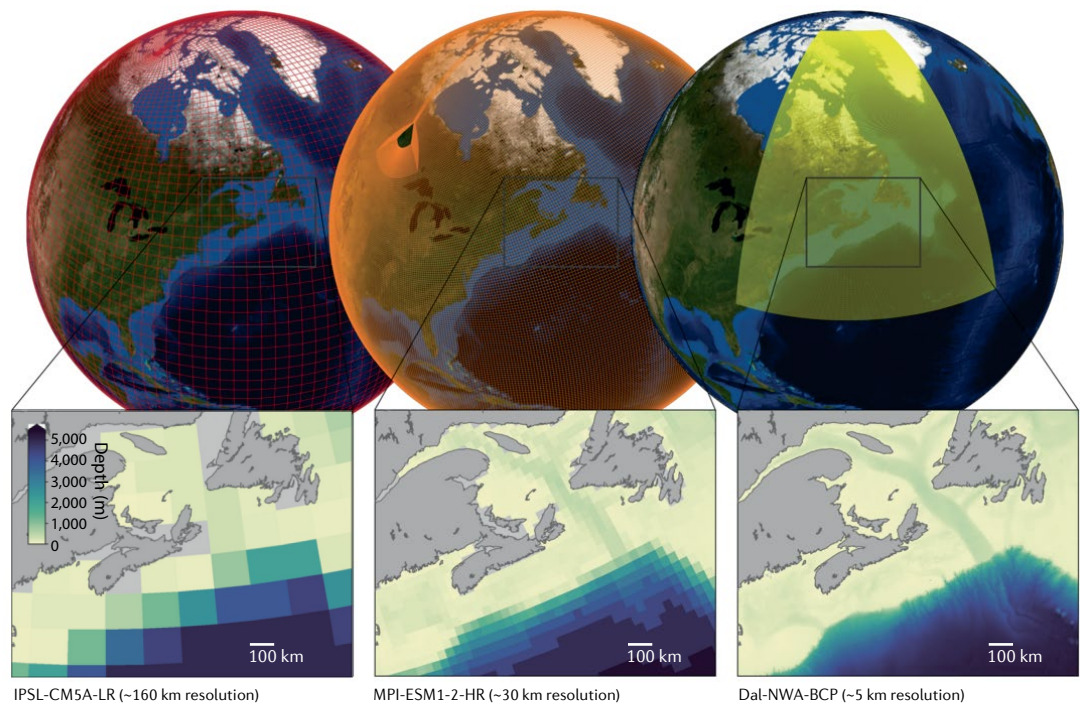 5,000
4,000
3,000
2,000
1,000
0
Depth (m)
100 km
100 km
100 km
IPSL-CM5A-LR (~160 km resolution)
MPI-ESM1-2-HR (~30 km resolution)
Dal-NWA-BCP (~5 km resolution)